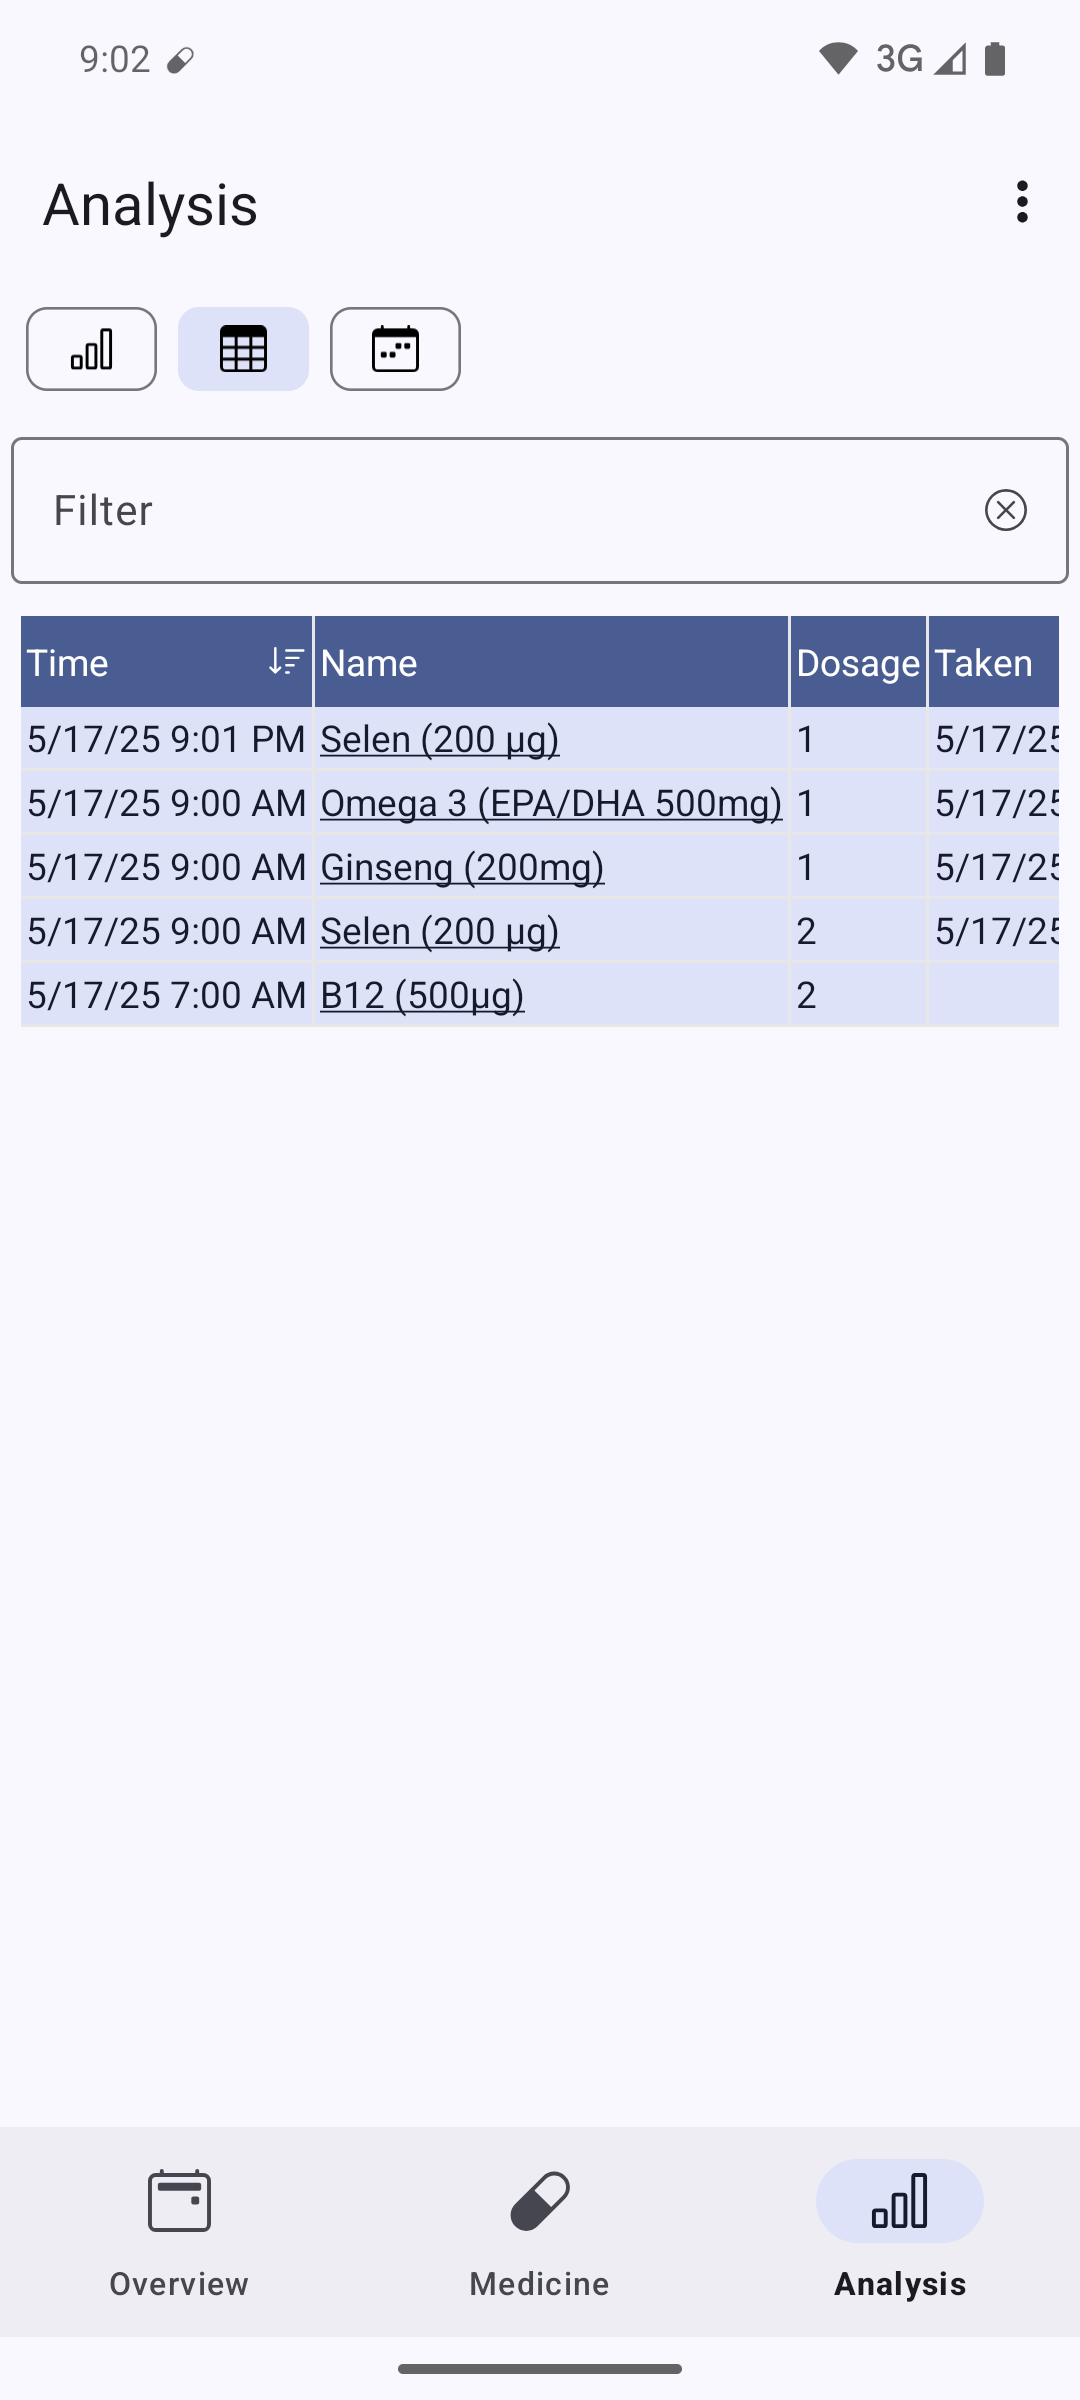 9:02
3G
Analysis
Filter
Time Name Dosage Taken
5/17/25 9:01 PM Selen (200 µg) 1 5/17/25
5/17/25 9:00 AM Omega 3 (EPA/DHA 500mg) 1 5/17/25
5/17/25 9:00 AM Ginseng (200mg) 1 5/17/25
5/17/25 9:00 AM Selen (200 µg) 2 5/17/25
5/17/25 7:00 AM B12 (500µg) 2
Overview Medicine Analysis